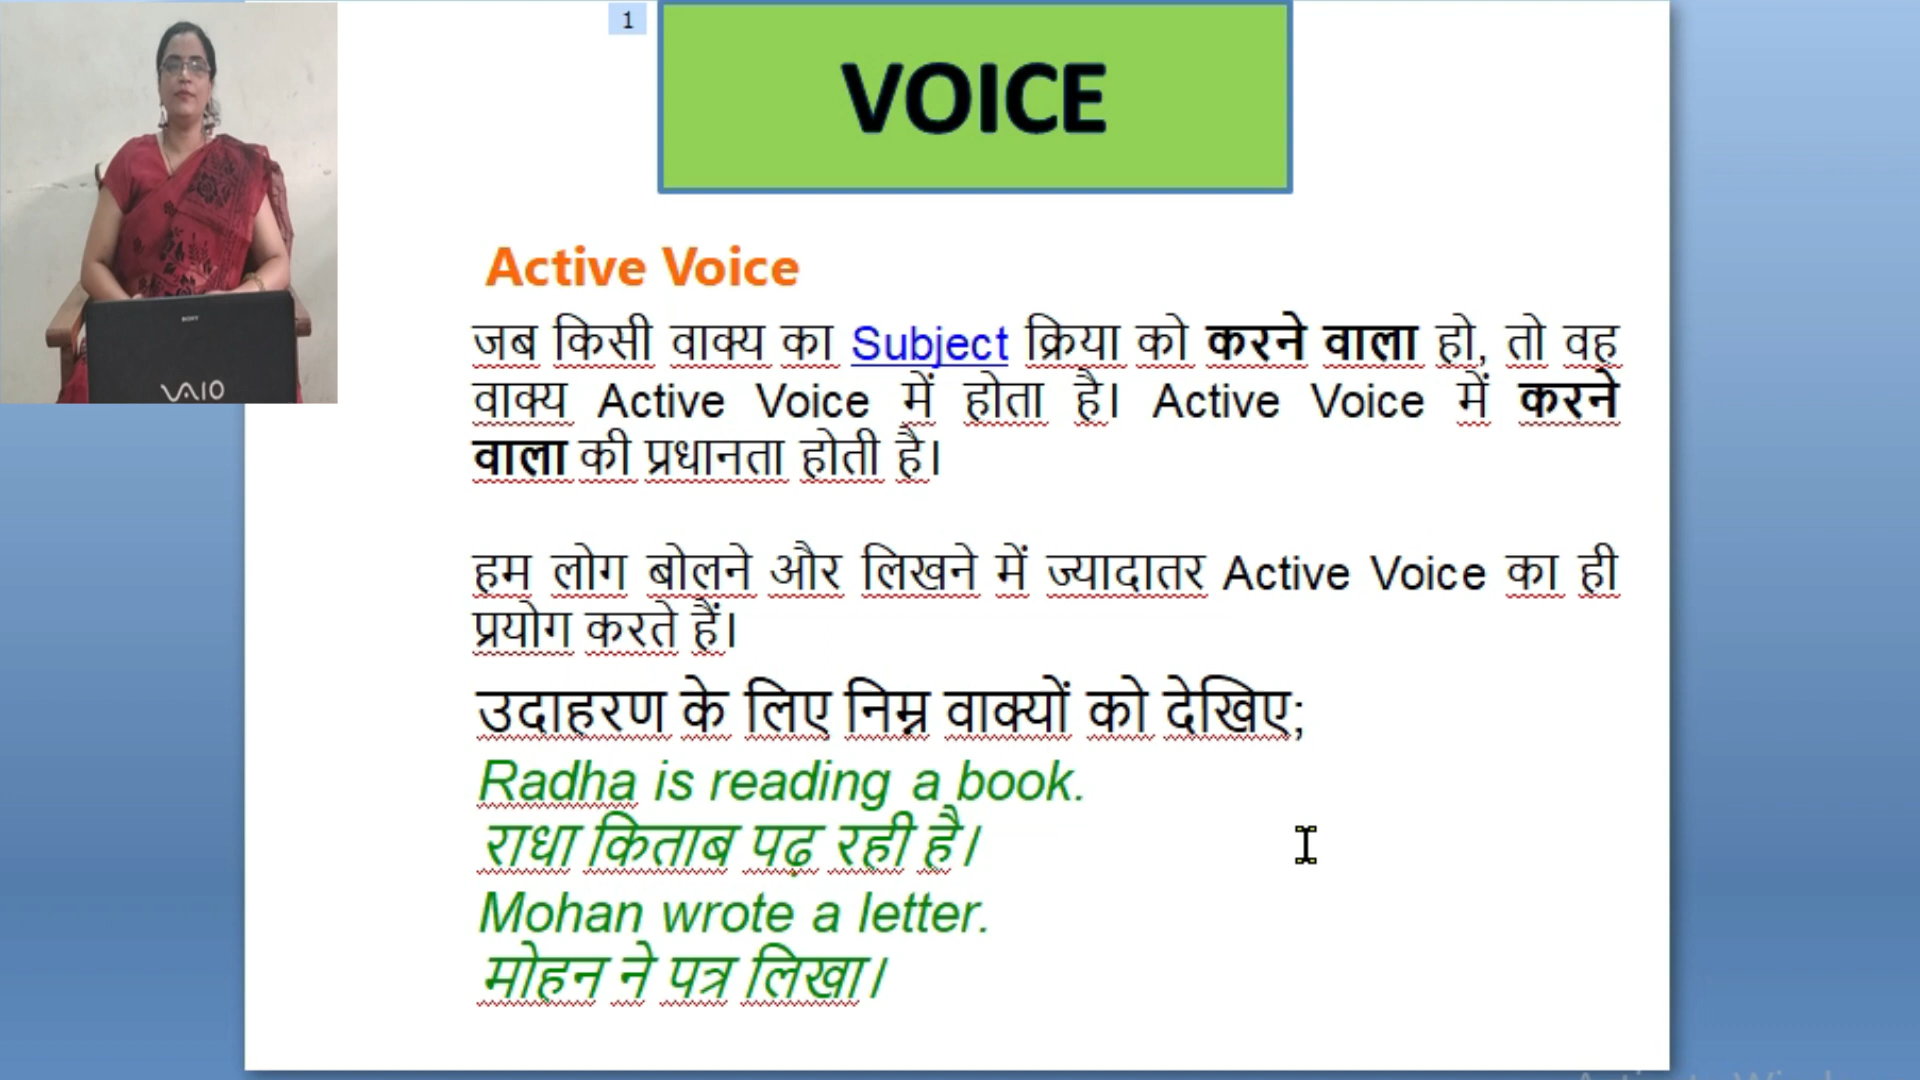 1
VOICE
Active Voice
जब किसी वाक्य का Subject क्रिया को करने वाला हो, तो वह
वाक्य Active Voice में होता है। Active Voice में करने
वाला की प्रधानता होती है।
हम लोग बोलने और लिखने में ज्यादातर Active Voice का ही
प्रयोग करते हैं।
उदाहरण के लिए निम्न वाक्यों को देखिए;
Radha is reading a book.
राधा किताब पढ़ रही है।
Mohan wrote a letter.
मोहन ने पत्र लिखा।
SONY
VAIO